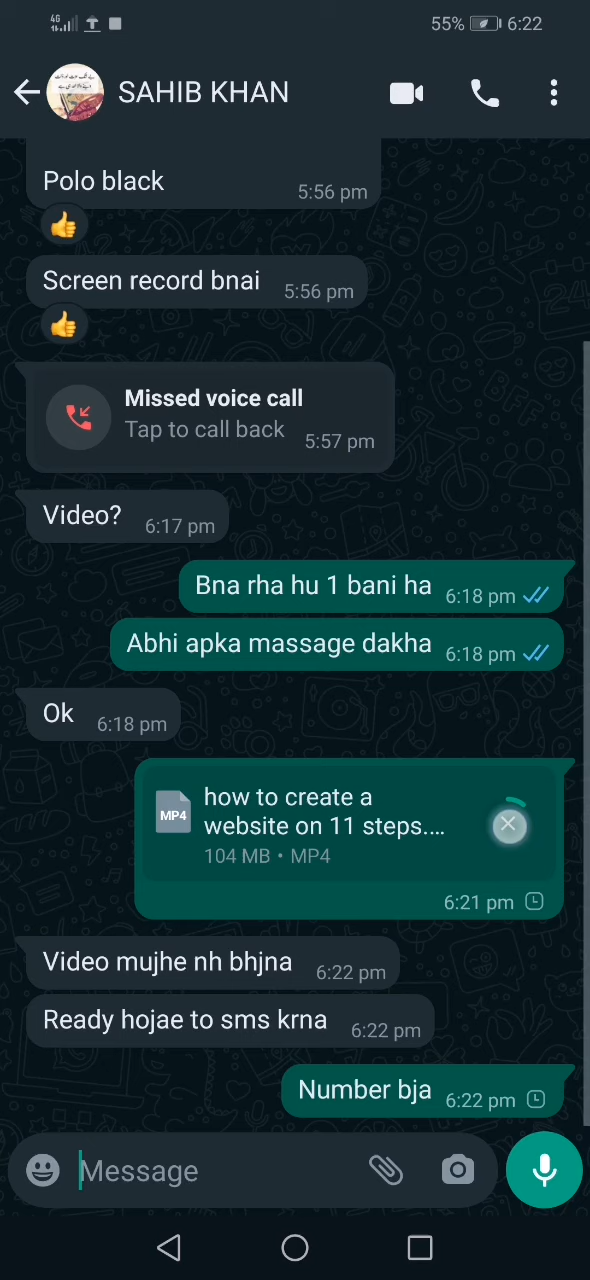 4G
55% 6:22
SAHIB KHAN
Polo black
5:56 pm
Screen record bnai
5:56 pm
Missed voice call
Tap to call back
5:57 pm
Video?
6:17 pm
Bna rha hu 1 bani ha
6:18 pm
Abhi apka massage dakha
6:18 pm
Ok
6:18 pm
MP4
how to create a
website on 11 steps....
104 MB • MP4
6:21 pm
Video mujhe nh bhjna
6:22 pm
Ready hojae to sms krna
6:22 pm
Number bja
6:22 pm
Message